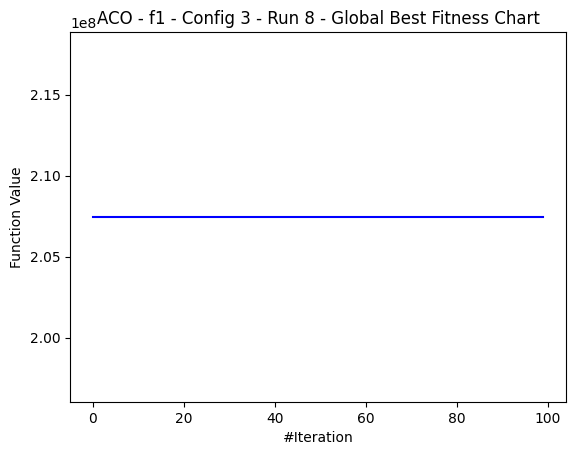 ACO - f1 - Config 3 - Run 8 - Global Best Fitness Chart
1e8
2.15
2.10
2.05
2.00
Function Value
0 20 40 60 80 100
#Iteration